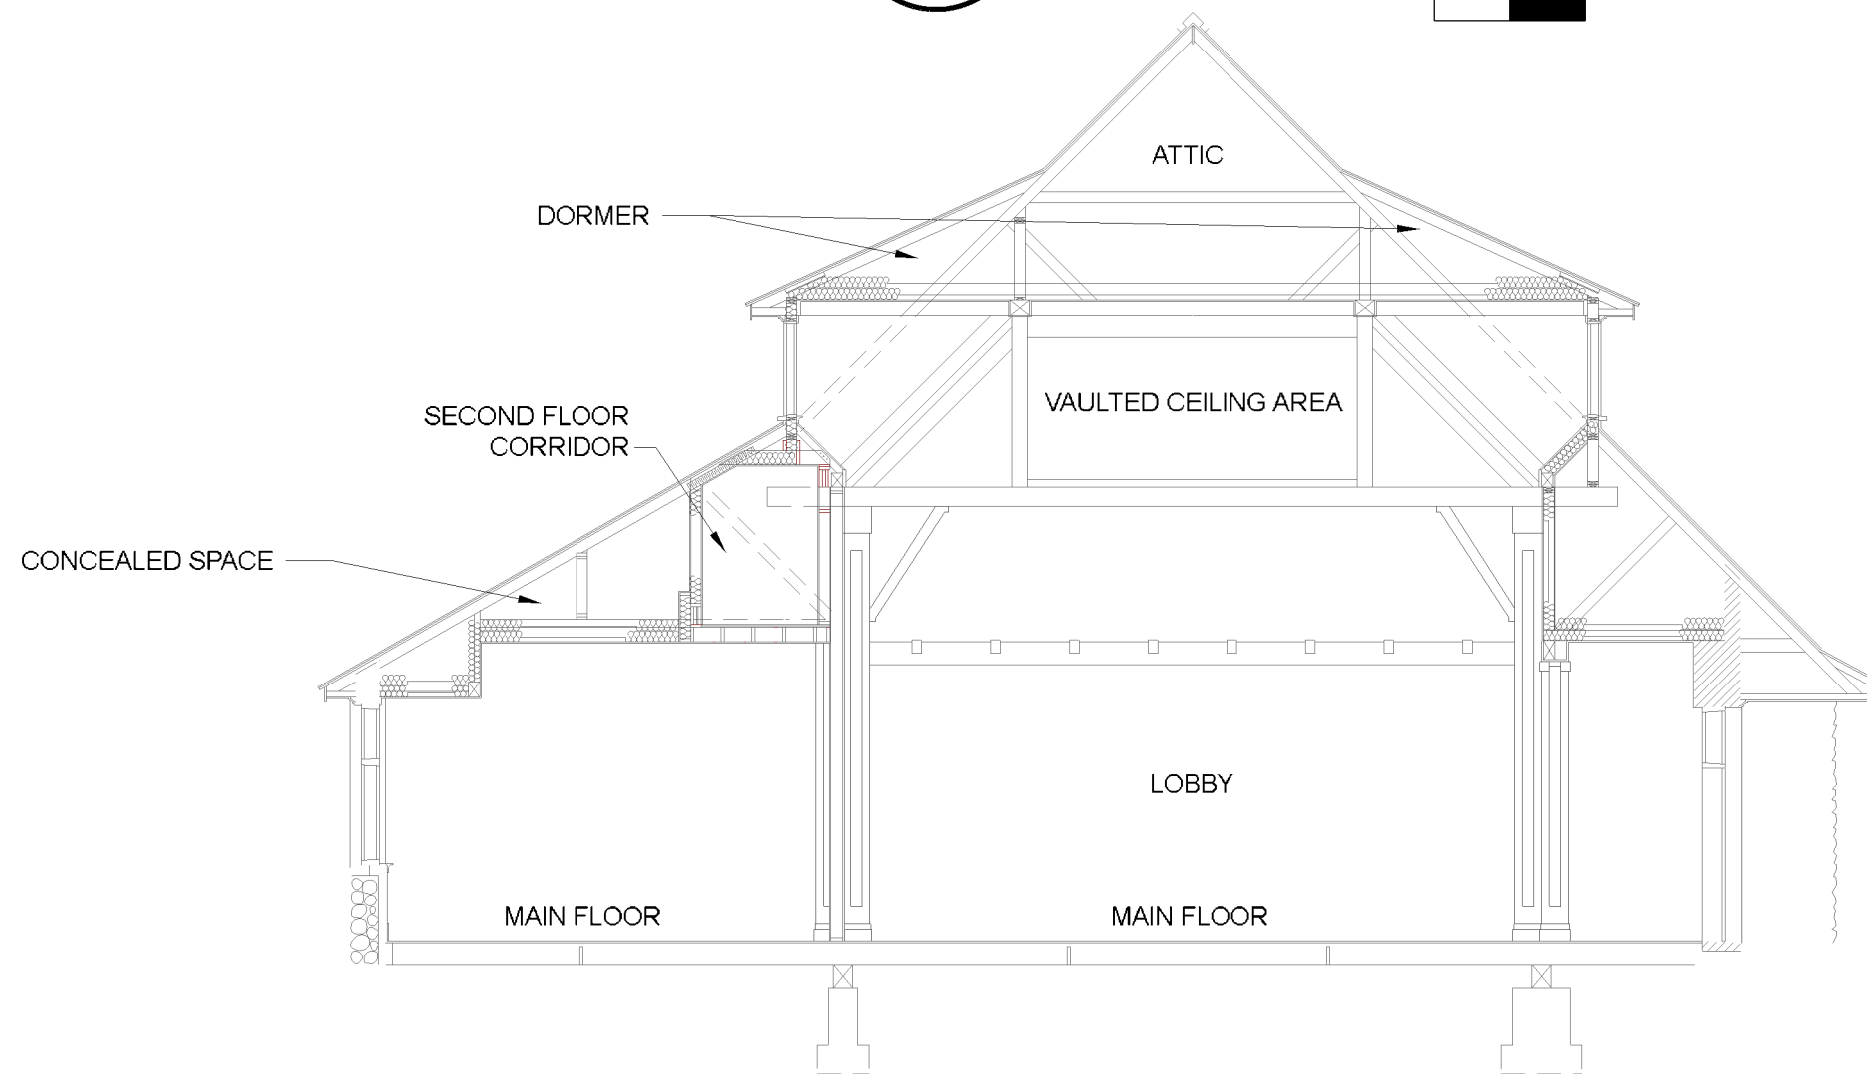 ATTIC
DORMER
VAULTED CEILING AREA
SECOND FLOOR
CORRIDOR
CONCEALED SPACE
LOBBY
MAIN FLOOR
MAIN FLOOR